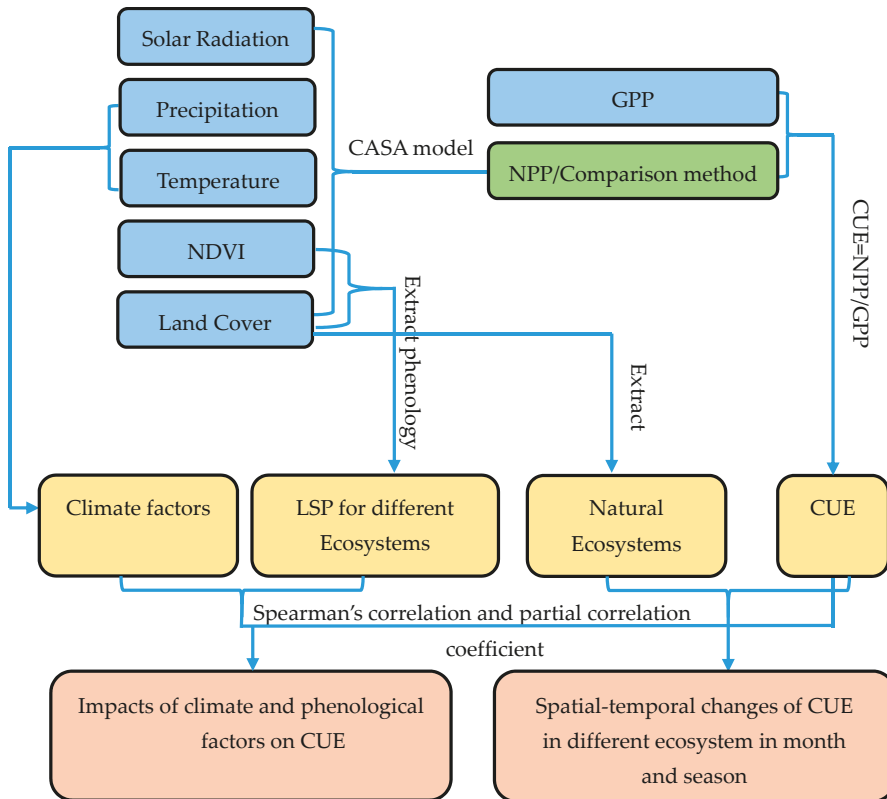 Solar Radiation
Precipitation
Temperature
NDVI
Land Cover
CASA model
GPP
NPP/Comparison method
CUE=NPP/GPP
Extract phenology
Extract
Climate factors
LSP for different
Ecosystems
Natural
Ecosystems
CUE
Spearman's correlation and partial correlation
coefficient
Impacts of climate and phenological
factors on CUE
Spatial-temporal changes of CUE
in different ecosystem in month
and season